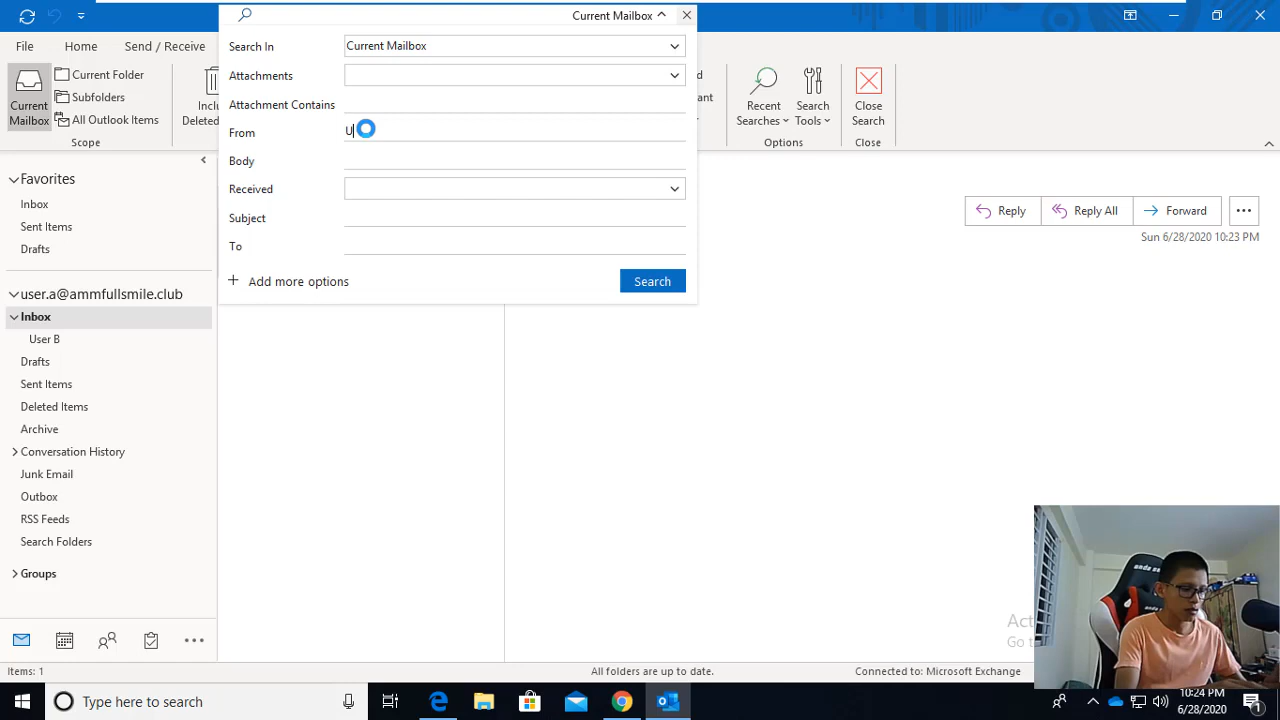 Current Mailbox
File
Home
Send / Receive
Current Mailbox
Current Folder
Subfolders
All Outlook Items
Scope
Search In
Current Mailbox
Attachments
Attachment Contains
From
U
Body
Received
Subject
To
Add more options
Search
Recent Searches
Search Tools
Options
Close Search
Close
Favorites
Inbox
Sent Items
Drafts
user.a@ammfullsmile.club
Inbox
User B
Drafts
Sent Items
Deleted Items
Archive
Conversation History
Junk Email
Outbox
RSS Feeds
Search Folders
Groups
Reply
Reply All
Forward
Sun 6/28/2020 10:23 PM
Items: 1
All folders are up to date.
Connected to: Microsoft Exchange
Type here to search
10:24 PM
6/28/2020
1